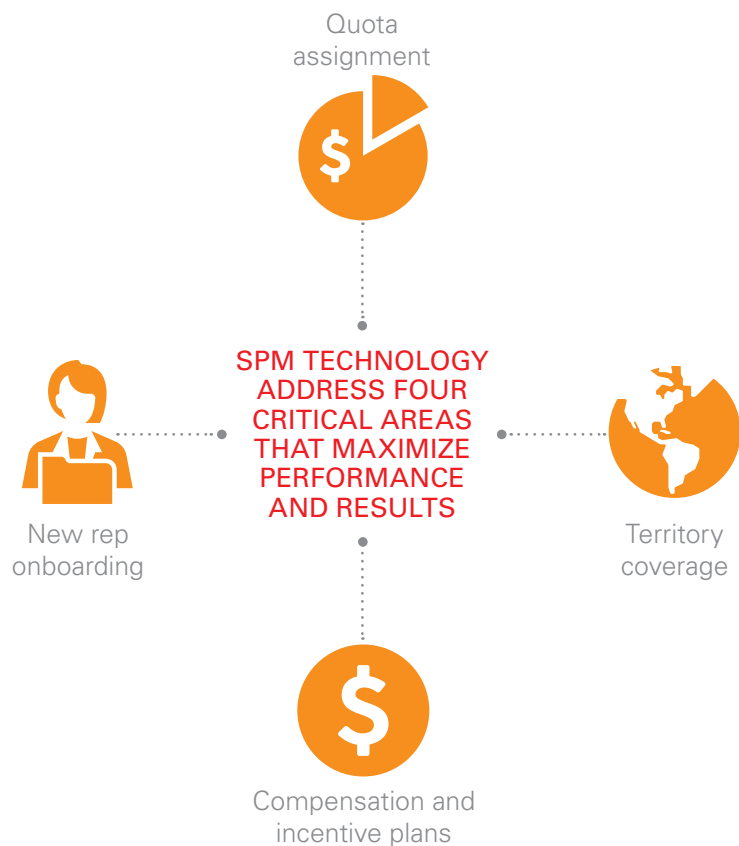 Quota
assignment
$
SPM TECHNOLOGY
ADDRESS FOUR
CRITICAL AREAS
THAT MAXIMIZE
PERFORMANCE
AND RESULTS
New rep
onboarding
Territory
coverage
$
Compensation and
incentive plans